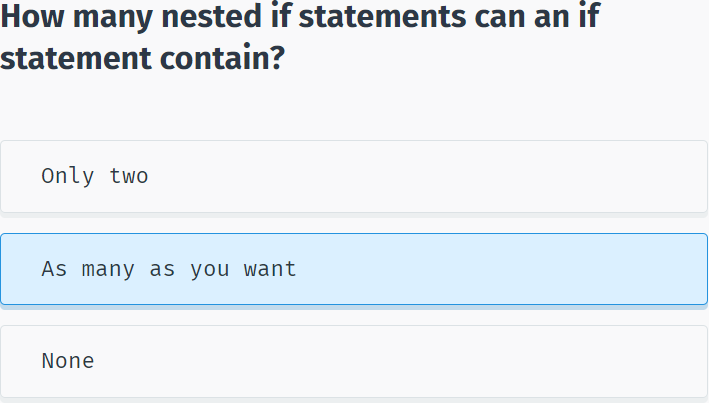 How many nested if statements can an if
statement contain?
Only two
As many as you want
None